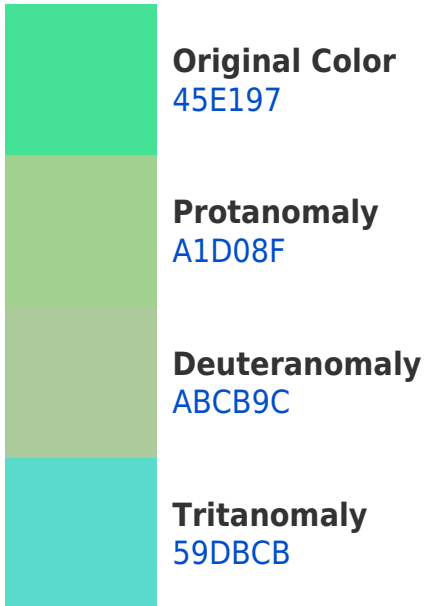 Original Color
45E197
Protanomaly
A1D08F
Deuteranomaly
ABCB9C
Tritanomaly
59DBCB